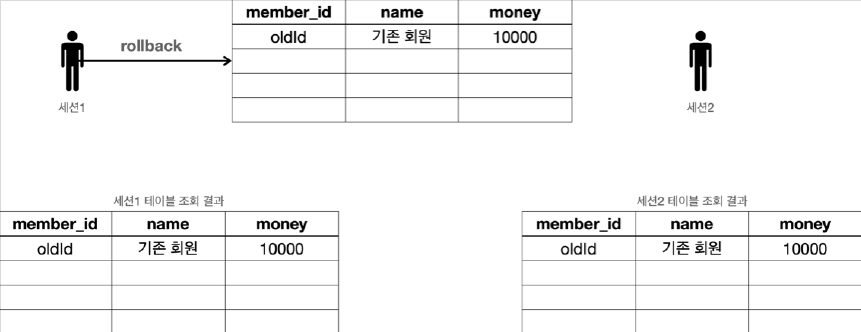 member_id name money
oldId 기존 회원 10000
rollback
세션1
세션2
세션1 테이블 조회 결과
member_id name money
oldId 기존 회원 10000
세션2 테이블 조회 결과
member_id name money
oldId 기존 회원 10000